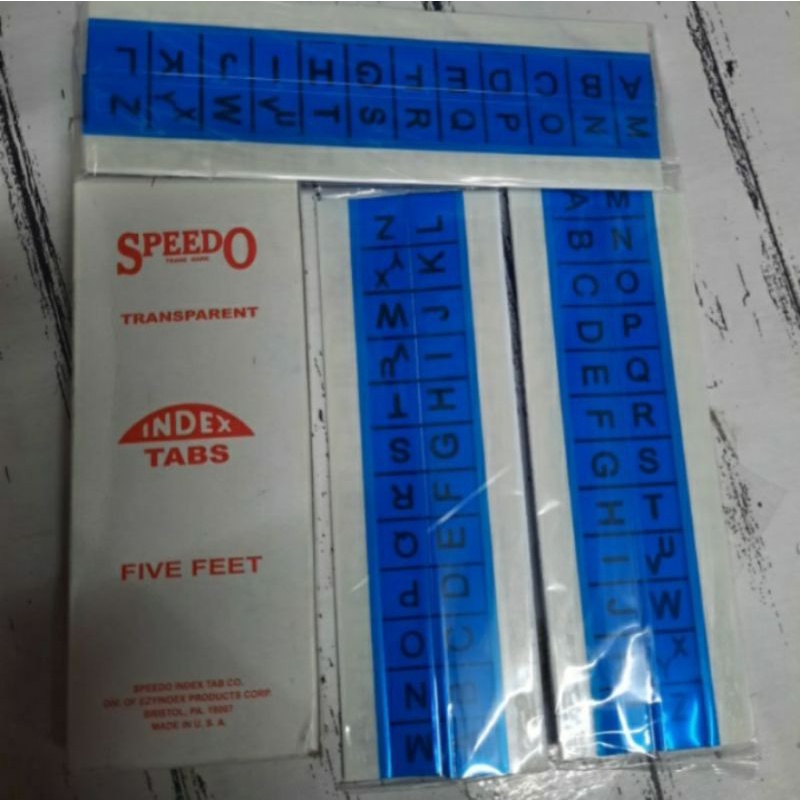 A B C D E F G H I J K L
M N O P Q R S T U V W X Y Z
SPEEDO
TRADE MARK
TRANSPARENT
INDEX
TABS
FIVE FEET
SPEEDO INDEX TAB CO.
DIV. OF EZYINDEX PRODUCTS CORP.
BRISTOL, PA. 19007
MADE IN U. S. A.
B C D E F G H I J K L
M N O P Q R S T U V W X Y Z
A B C D E F G H I J
M N O P Q R S T U V W X Y Z